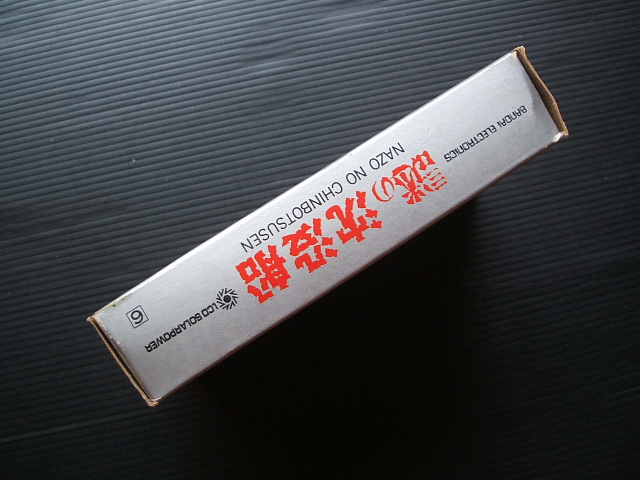 BANDAI ELECTRONICS
謎の沈没船
NAZO NO CHINBOTSUSEN
LCD SOLARPOWER
6